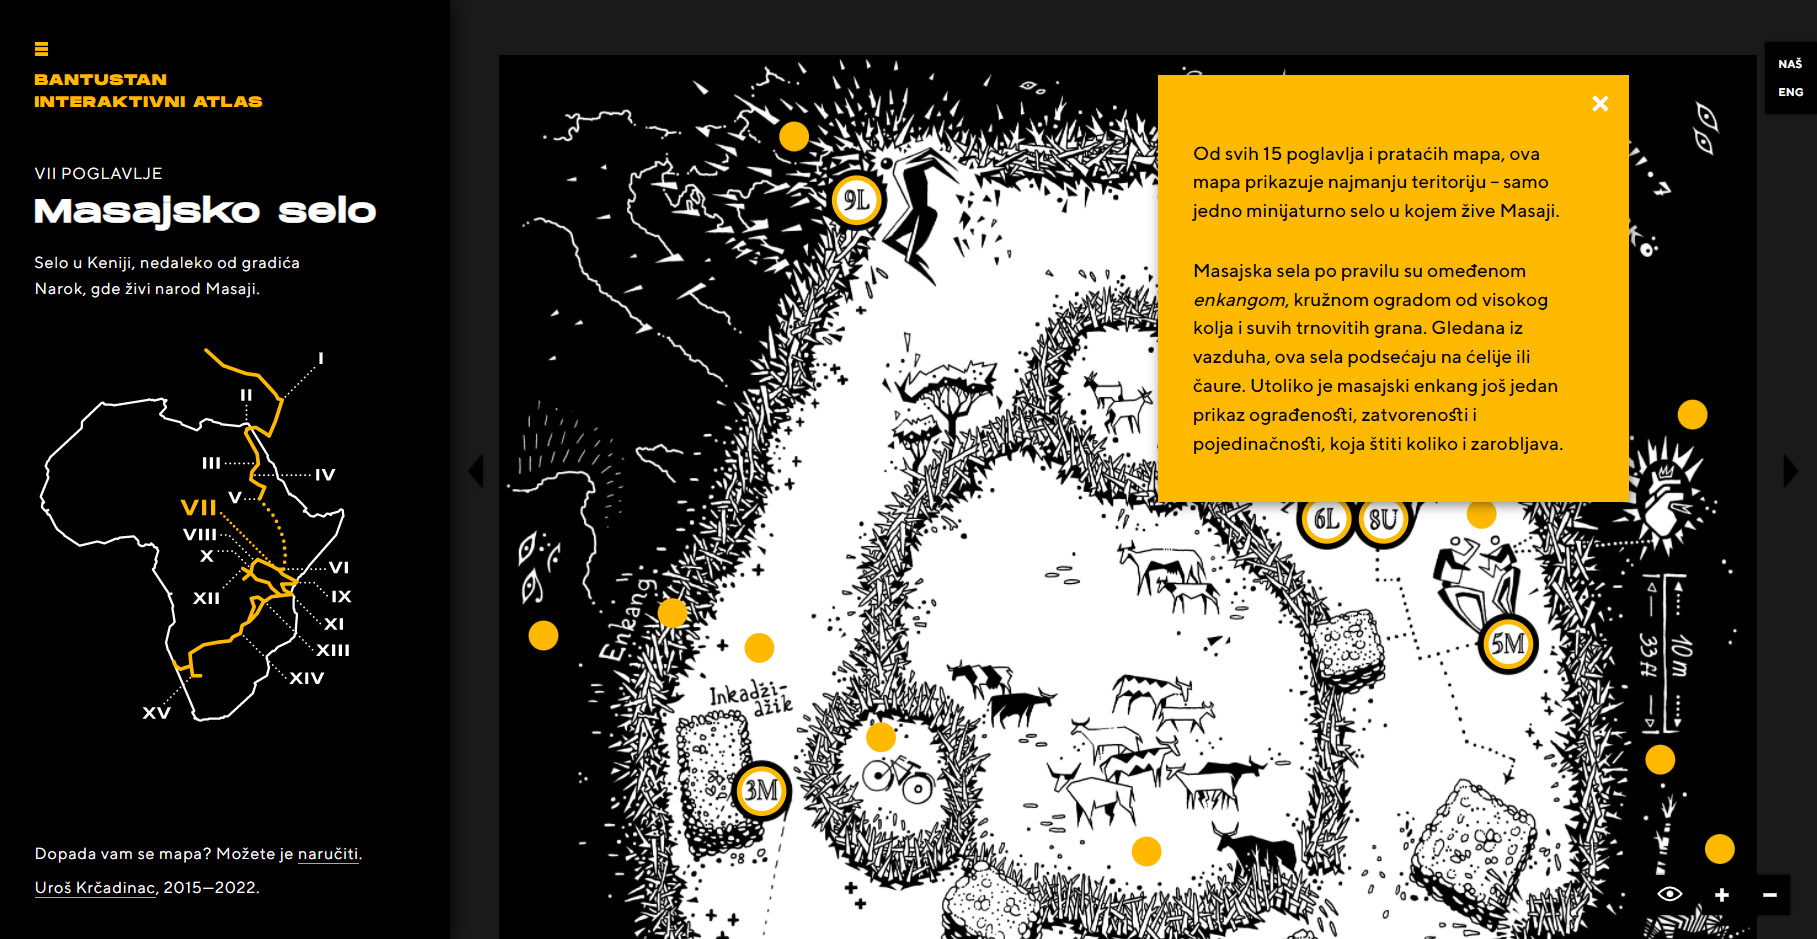 BANTUSTAN
INTERAKTIVNI ATLAS
VII POGLAVLJE
Masajsko selo
Selo u Keniji, nedaleko od gradića
Narok, gde živi narod Masaji.
I
II
III
IV
V
VII
VIII
X
VI
XII
IX
XI
XIII
XIV
XV
Dopada vam se mapa? Možete je naručiti.
Uroš Krčadinac, 2015—2022.
9L
Enkang
Inkadži-
džik
3M
6L
8U
5M
33 ft
10 m
Od svih 15 poglavlja i pratećih mapa, ova
mapa prikazuje najmanju teritoriju – samo
jedno minijaturno selo u kojem žive Masaji.
Masajska sela po pravilu su omeđenom
enkangom, kružnom ogradom od visokog
kolja i suvih trnovitih grana. Gledana iz
vazduha, ova sela podsećaju na ćelije ili
čaure. Utoliko je masajski enkang još jedan
prikaz ograđenosti, zatvorenosti i
pojedinačnosti, koja štiti koliko i zarobljava.
NAŠ
ENG